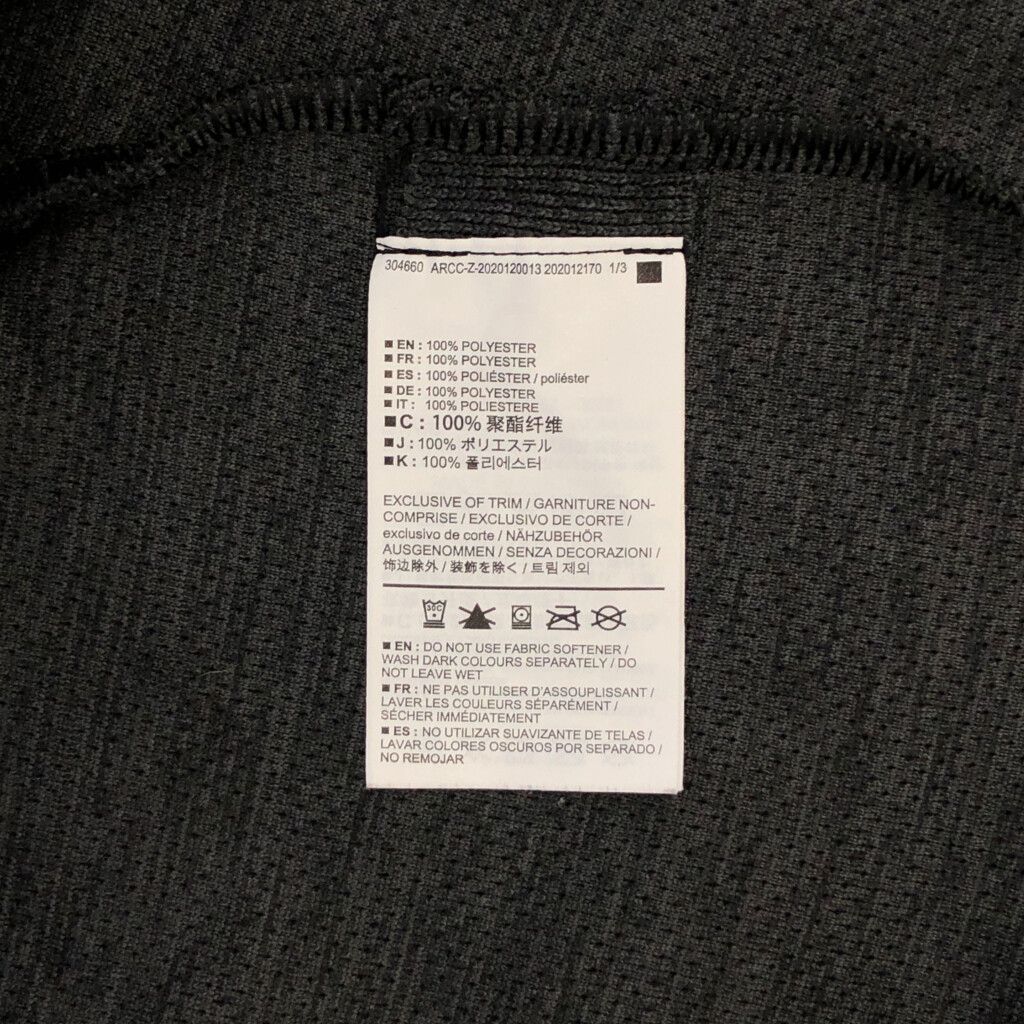 304660 ARCC-Z-2020120013 202012170 1/3
EN : 100% POLYESTER
FR : 100% POLYESTER
ES : 100% POLIÉSTER / poliéster
DE : 100% POLYESTER
IT : 100% POLIESTERE
C : 100% 聚酯纤维
J : 100% ポリエステル
K : 100% 폴리에스터
EXCLUSIVE OF TRIM / GARNITURE NON-
COMPRISE / EXCLUSIVO DE CORTE /
exclusivo de corte / NÄHZUBEHÖR
AUSGENOMMEN / SENZA DECORAZIONI /
饰边除外 / 装飾を除く / 트림 제외
30C
EN : DO NOT USE FABRIC SOFTENER /
WASH DARK COLOURS SEPARATELY / DO
NOT LEAVE WET
FR : NE PAS UTILISER D'ASSOUPLISSANT /
LAVER LES COULEURS SÉPARÉMENT /
SÉCHER IMMÉDIATEMENT
ES : NO UTILIZAR SUAVIZANTE DE TELAS /
LAVAR COLORES OSCUROS POR SEPARADO /
NO REMOJAR